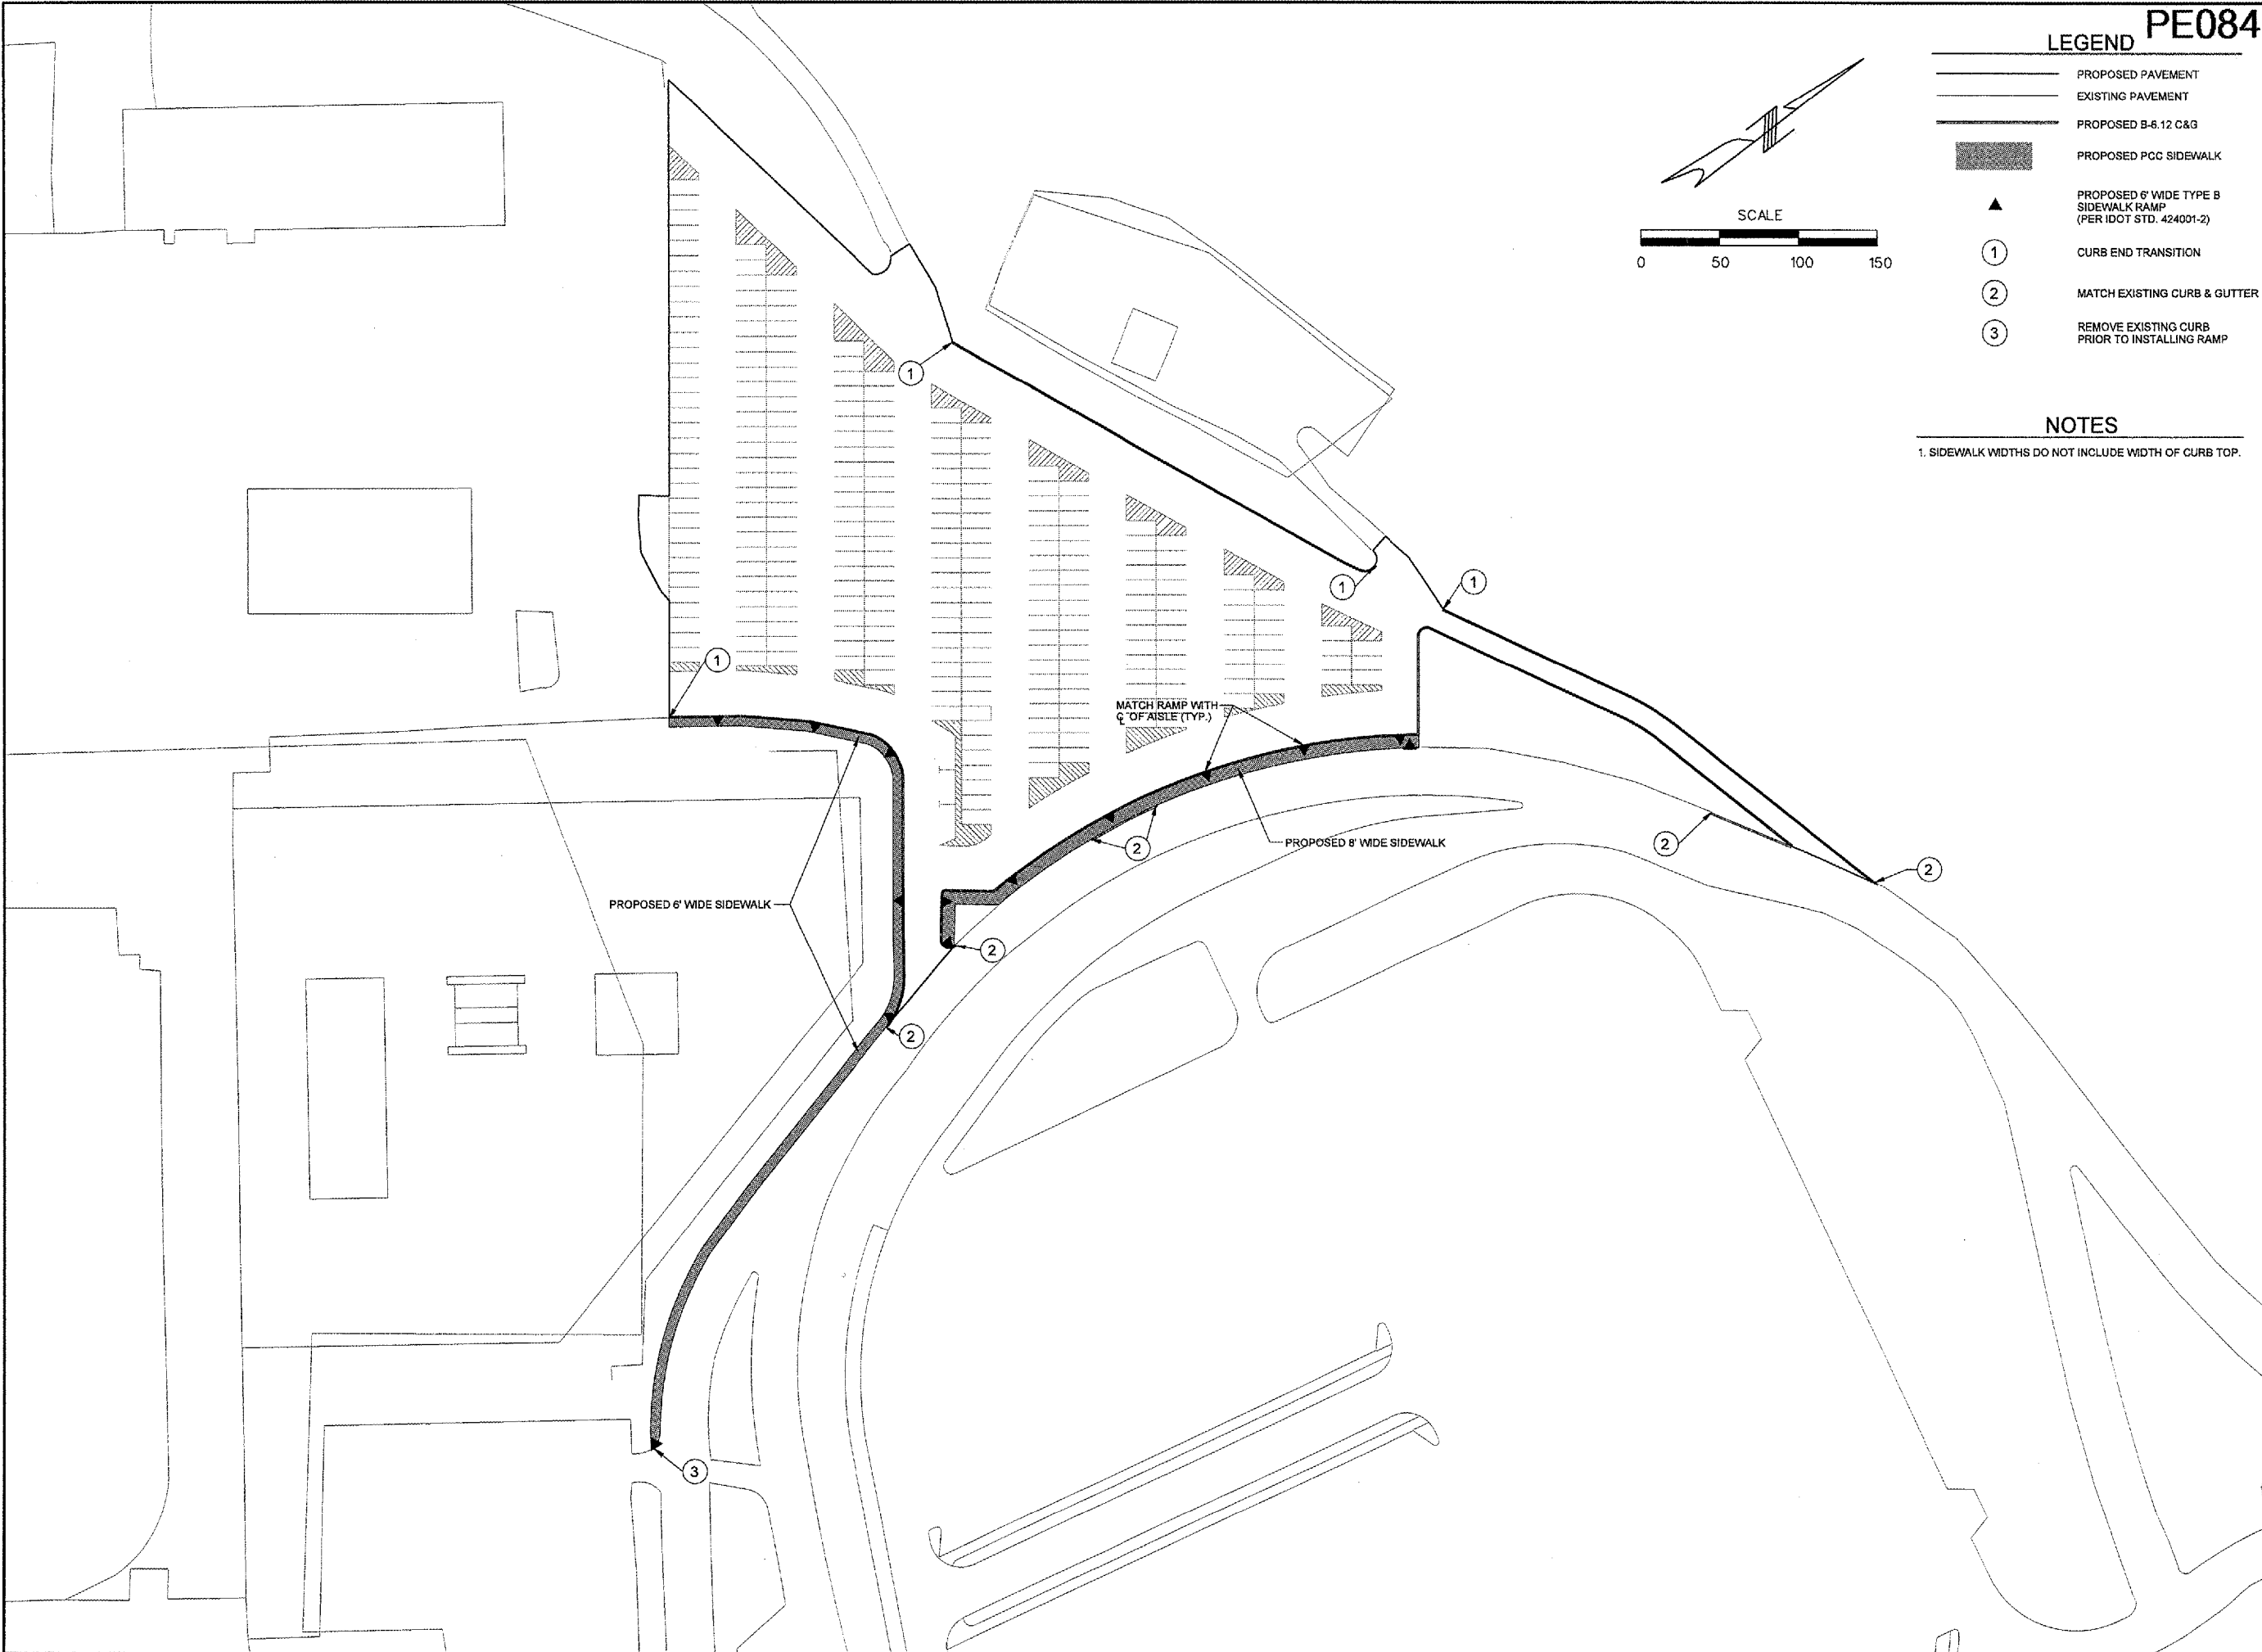 PE084
LEGEND
PROPOSED PAVEMENT
EXISTING PAVEMENT
PROPOSED B-6.12 C&G
PROPOSED PCC SIDEWALK
PROPOSED 6' WIDE TYPE B
SIDEWALK RAMP
(PER IDOT STD. 424001-2)
1 CURB END TRANSITION
2 MATCH EXISTING CURB & GUTTER
3 REMOVE EXISTING CURB
PRIOR TO INSTALLING RAMP
SCALE
0 50 100 150
NOTES
1. SIDEWALK WIDTHS DO NOT INCLUDE WIDTH OF CURB TOP.
1
1
1
1
MATCH RAMP WITH
℄ OF AISLE (TYP.)
2
PROPOSED 8' WIDE SIDEWALK
2
2
PROPOSED 6' WIDE SIDEWALK
2
2
3